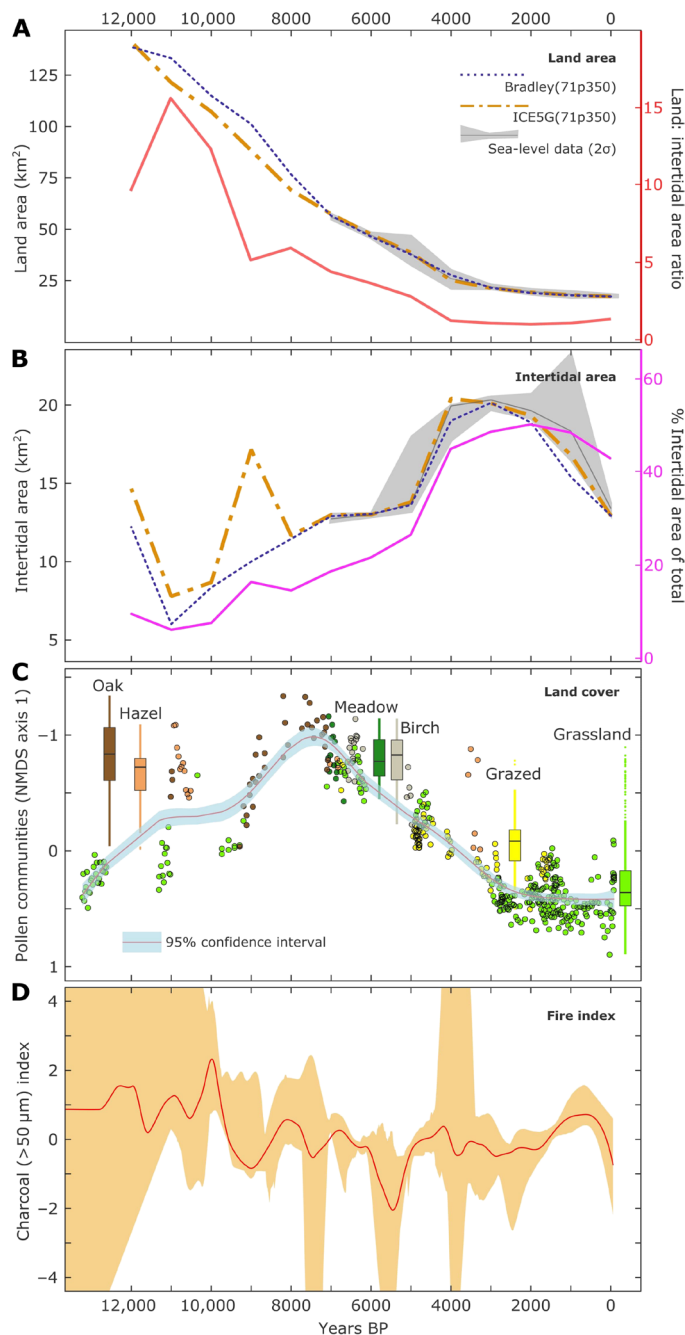 12,000 10,000 8000 6000 4000 2000 0
A
Land area
Bradley(71p350)
ICE5G(71p350)
Sea-level data (2σ)
Land area (km²)
125
100
75
50
25
Land: intertidal area ratio
15
10
5
0
B
Intertidal area
Intertidal area (km²)
20
15
10
5
% Intertidal area of total
60
40
20
0
C
Land cover
Oak
Hazel
Meadow
Birch
Grazed
Grassland
Pollen communities (NMDS axis 1)
−1
0
1
95% confidence interval
D
Fire index
Charcoal (>50 μm) index
4
2
0
−2
−4
12,000 10,000 8000 6000 4000 2000 0
Years BP